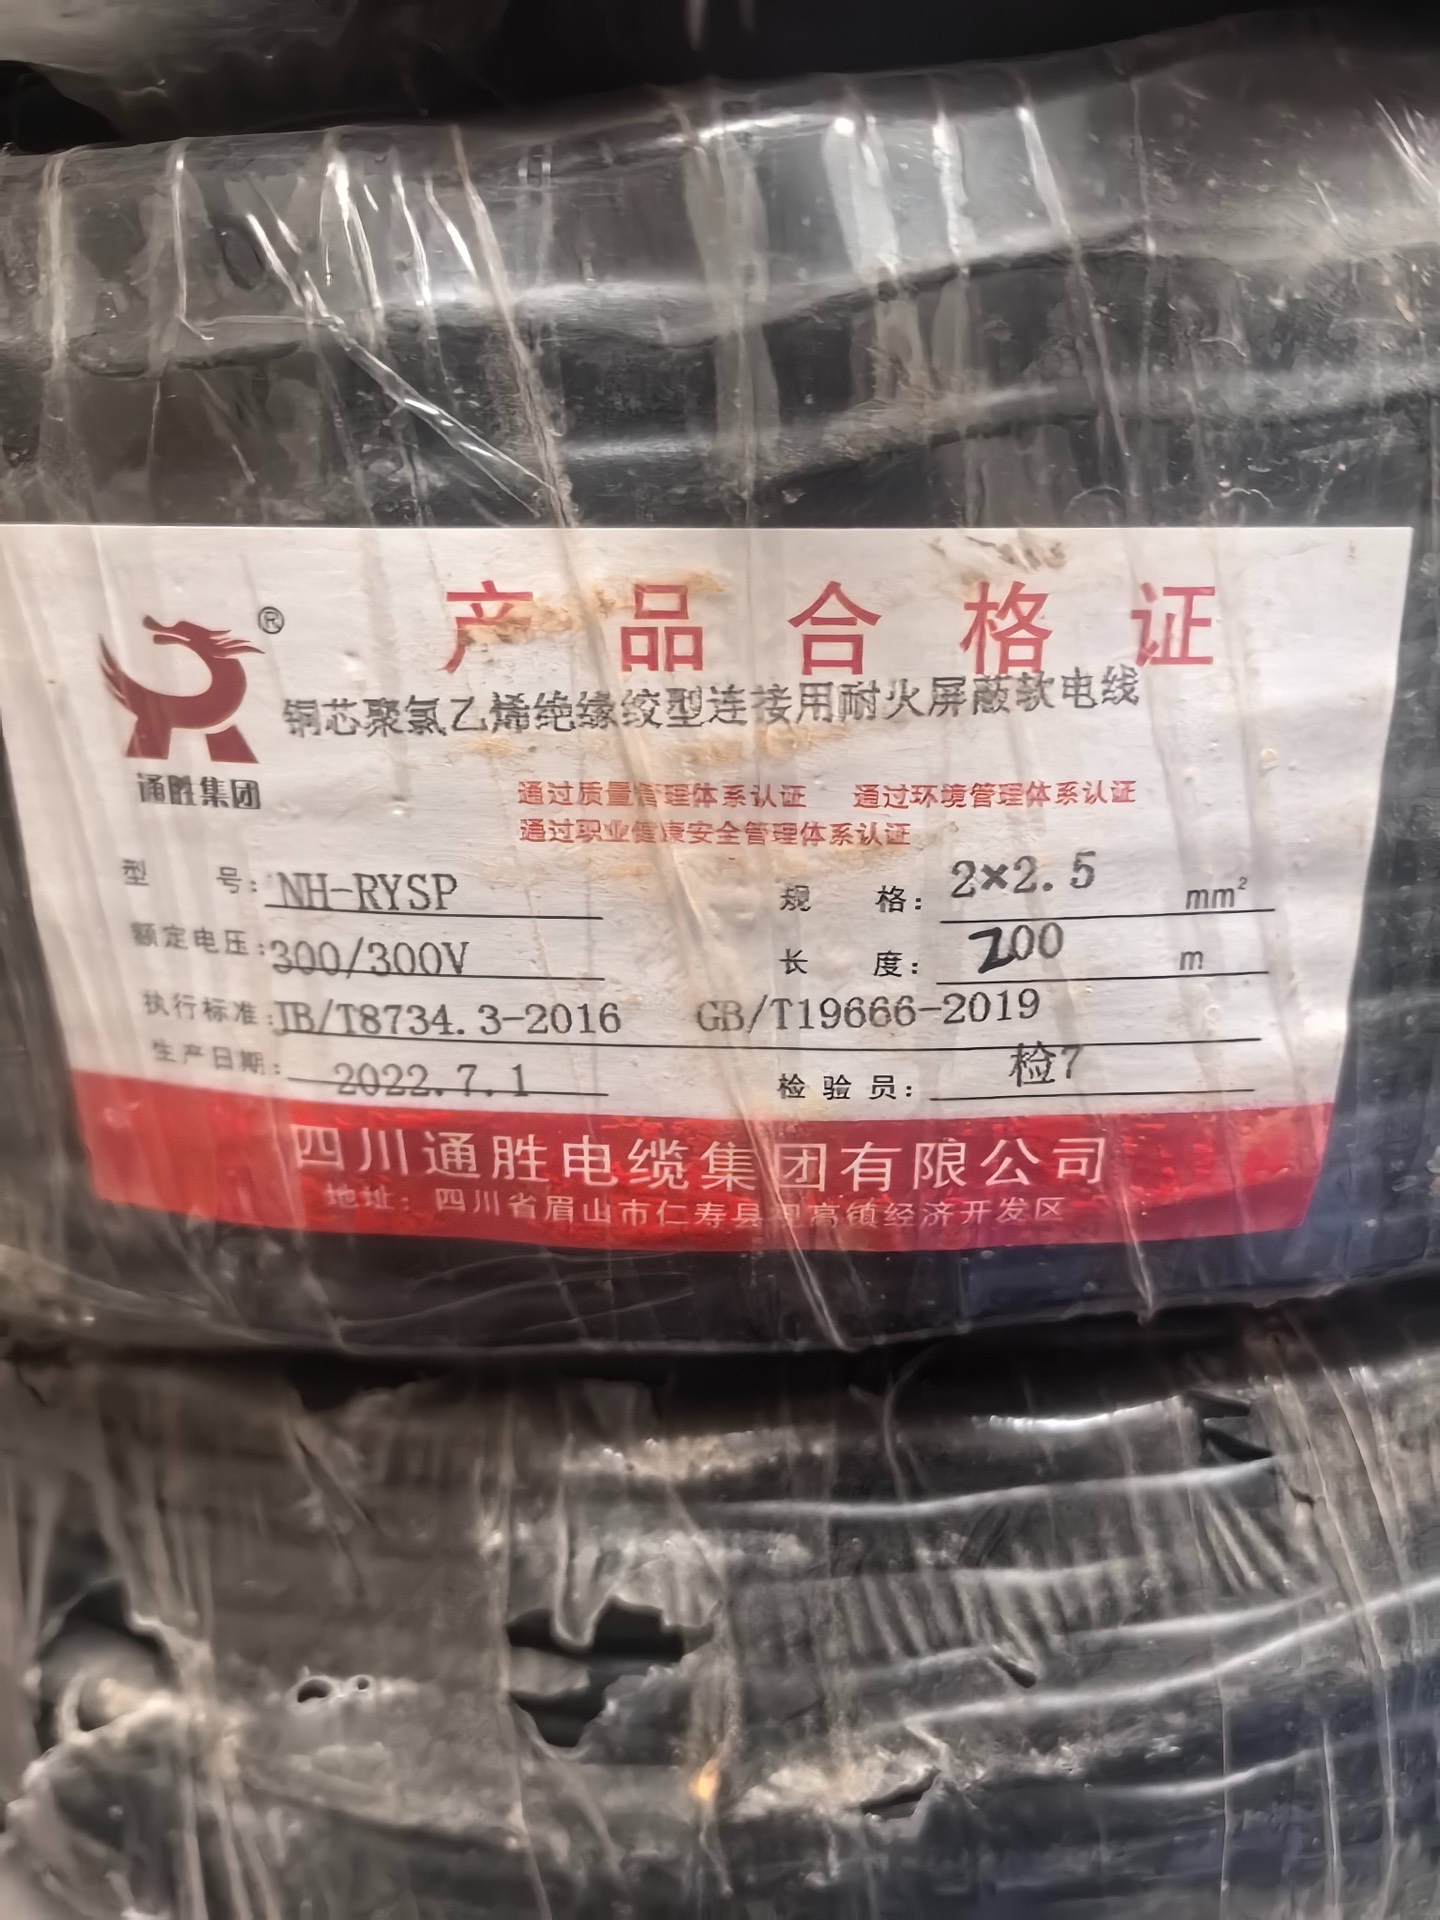 产品合格证
®
铜芯聚氯乙烯绝缘绞型连接用耐火屏蔽软电线
通胜集团
通过质量管理体系认证 通过环境管理体系认证
通过职业健康安全管理体系认证
型 号: NH-RYSP 规 格: 2×2.5 mm²
额定电压: 300/300V 长 度: 200 m
执行标准: JB/T8734.3-2016 GB/T19666-2019
生产日期: 2022.7.1 检验员: 检7
四川通胜电缆集团有限公司
地址: 四川省眉山市仁寿县视高镇经济开发区